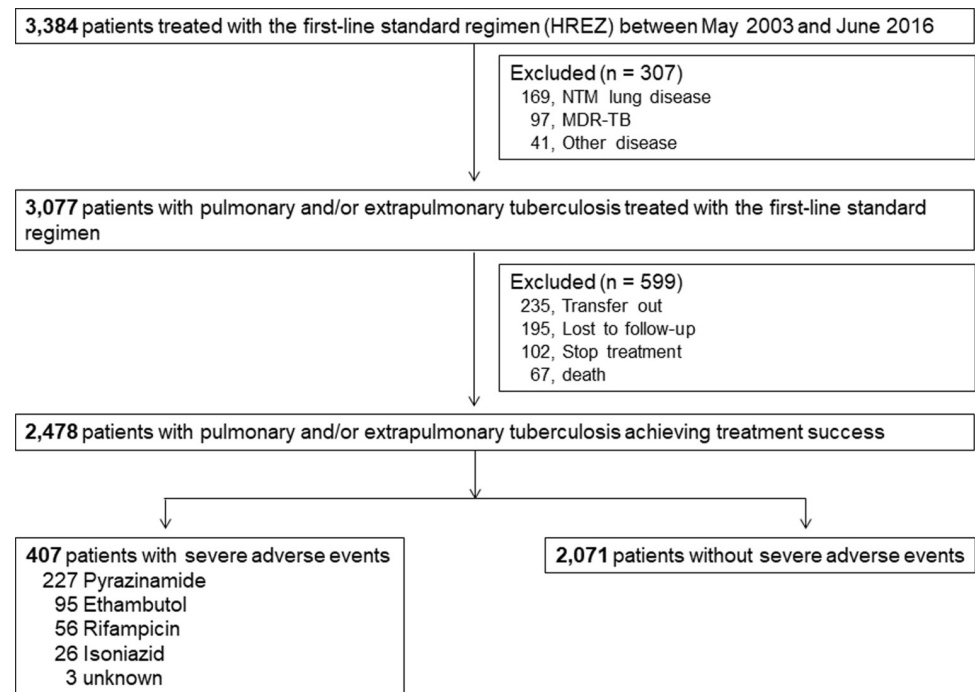 3,384 patients treated with the first-line standard regimen (HREZ) between May 2003 and June 2016
Excluded (n = 307)
169, NTM lung disease
97, MDR-TB
41, Other disease
3,077 patients with pulmonary and/or extrapulmonary tuberculosis treated with the first-line standard
regimen
Excluded (n = 599)
235, Transfer out
195, Lost to follow-up
102, Stop treatment
67, death
2,478 patients with pulmonary and/or extrapulmonary tuberculosis achieving treatment success
407 patients with severe adverse events
227 Pyrazinamide
95 Ethambutol
56 Rifampicin
26 Isoniazid
3 unknown
2,071 patients without severe adverse events